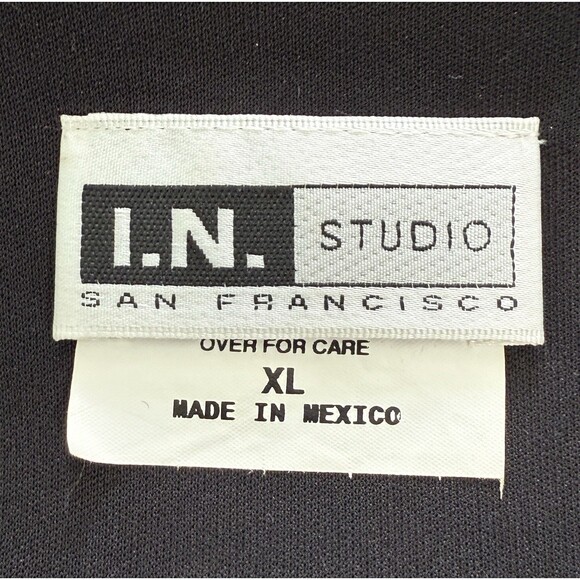 I.N. STUDIO
SAN FRANCISCO
OVER FOR CARE
XL
MADE IN MEXICO